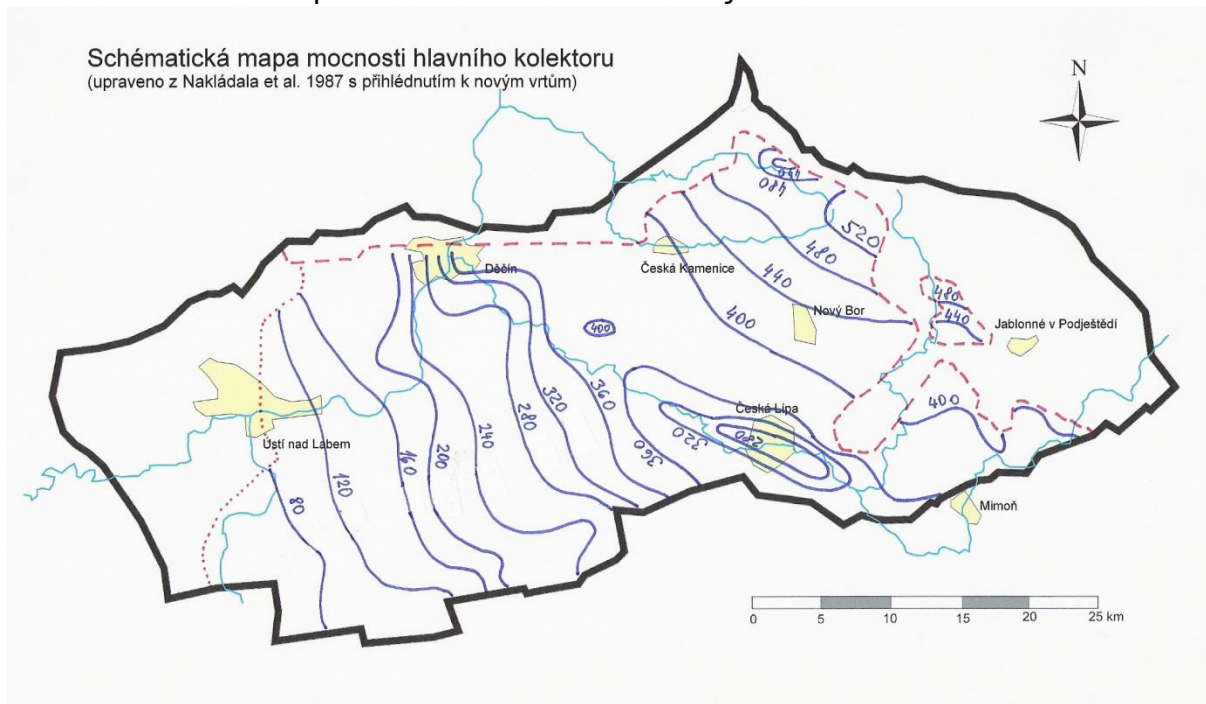 Schématická mapa mocnosti hlavního kolektoru
(upraveno z Nakládala et al. 1987 s přihlédnutím k novým vrtům)
N
440
480
520
480
440
400
480
440
Děčín
Česká Kamenice
Nový Bor
Jablonné v Podještědí
400
360
320
280
240
200
160
120
80
Ústí nad Labem
Česká Lípa
280
320
360
400
Mimoň
0 5 10 15 20 25 km